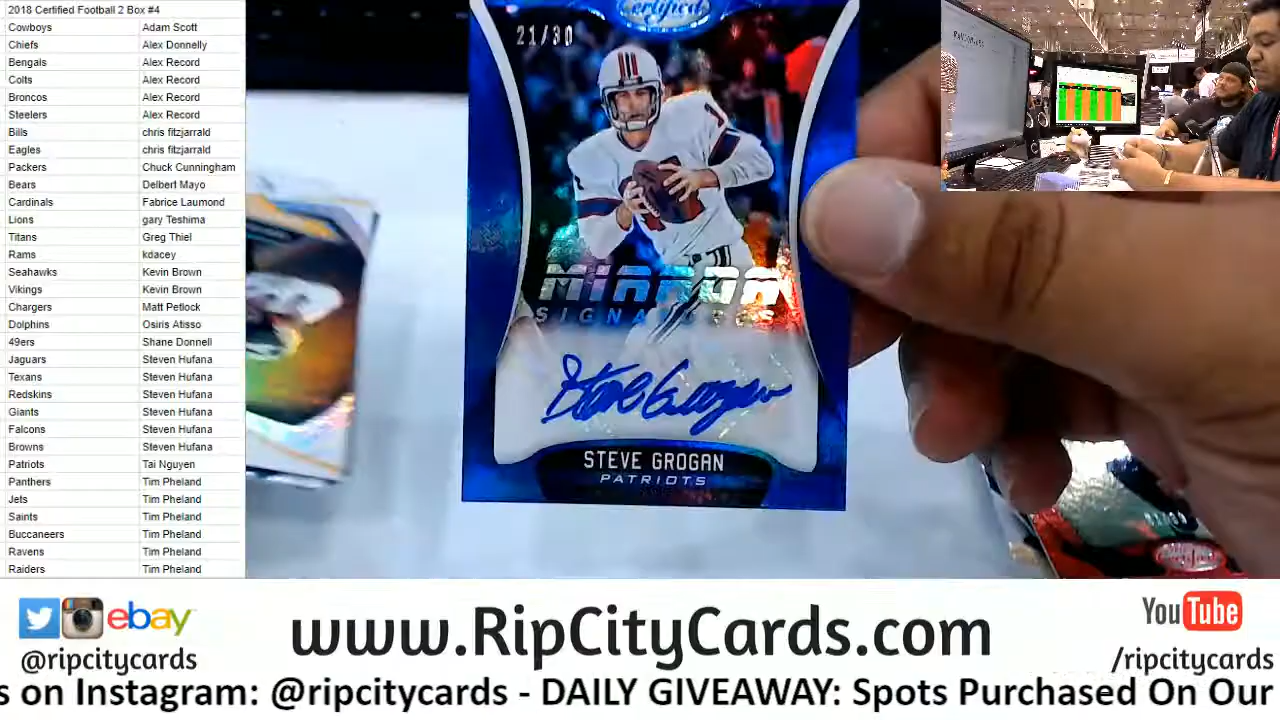 2018 Certified Football 2 Box #4
Cowboys Adam Scott
Chiefs Alex Donnelly
Bengals Alex Record
Colts Alex Record
Broncos Alex Record
Steelers Alex Record
Bills chris fitzjarrald
Eagles chris fitzjarrald
Packers Chuck Cunningham
Bears Delbert Mayo
Cardinals Fabrice Laumond
Lions gary Teshima
Titans Greg Thiel
Rams kdacey
Seahawks Kevin Brown
Vikings Kevin Brown
Chargers Matt Petlock
Dolphins Osiris Atisso
49ers Shane Donnell
Jaguars Steven Hufana
Texans Steven Hufana
Redskins Steven Hufana
Giants Steven Hufana
Falcons Steven Hufana
Browns Steven Hufana
Patriots Tai Nguyen
Panthers Tim Pheland
Jets Tim Pheland
Saints Tim Pheland
Buccaneers Tim Pheland
Ravens Tim Pheland
Raiders Tim Pheland
Certified
21/30
MIRROR
SIGNATURES
Steve Grogan
STEVE GROGAN
PATRIOTS
ebay
@ripcitycards
www.RipCityCards.com
YouTube
/ripcitycards
s on Instagram: @ripcitycards - DAILY GIVEAWAY: Spots Purchased On Our